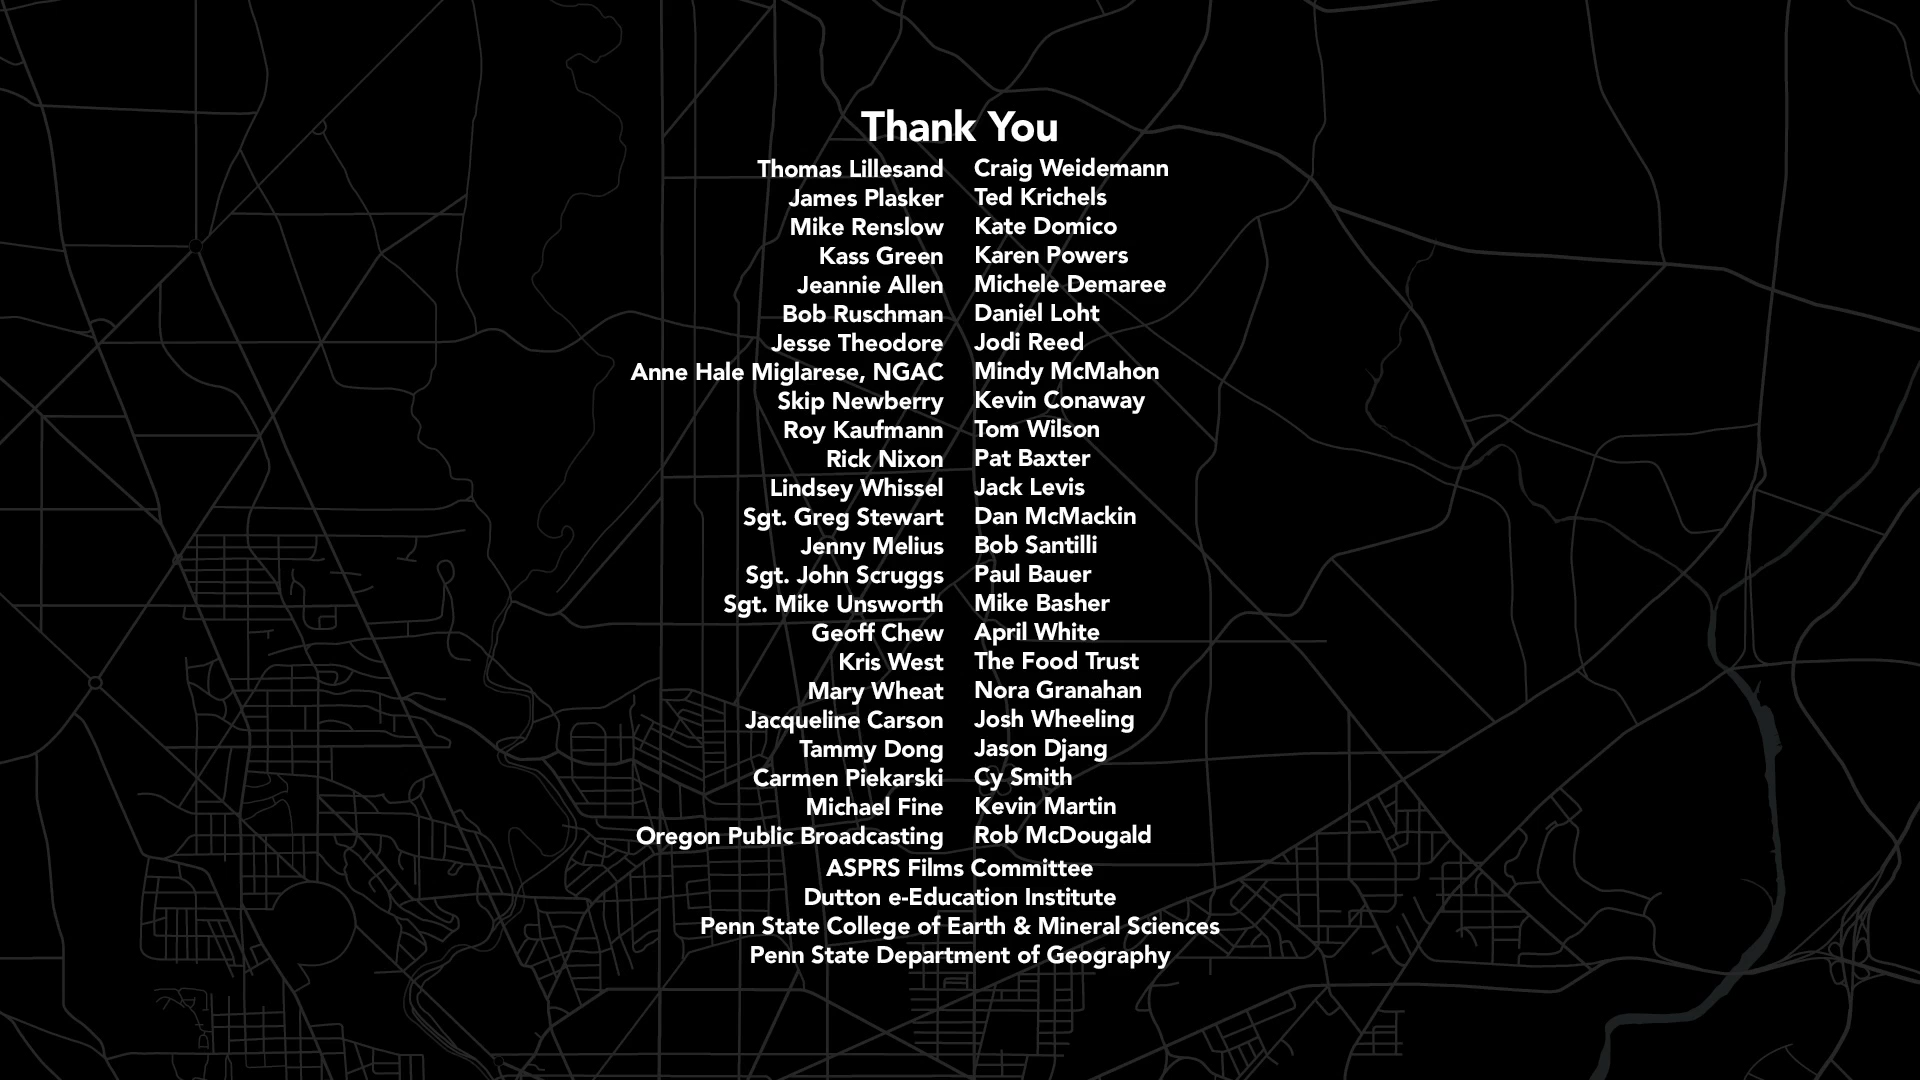 Thank You
Thomas Lillesand Craig Weidemann
James Plasker Ted Krichels
Mike Renslow Kate Domico
Kass Green Karen Powers
Jeannie Allen Michele Demaree
Bob Ruschman Daniel Loht
Jesse Theodore Jodi Reed
Anne Hale Miglarese, NGAC Mindy McMahon
Skip Newberry Kevin Conaway
Roy Kaufmann Tom Wilson
Rick Nixon Pat Baxter
Lindsey Whissel Jack Levis
Sgt. Greg Stewart Dan McMackin
Jenny Melius Bob Santilli
Sgt. John Scruggs Paul Bauer
Sgt. Mike Unsworth Mike Basher
Geoff Chew April White
Kris West The Food Trust
Mary Wheat Nora Granahan
Jacqueline Carson Josh Wheeling
Tammy Dong Jason Djang
Carmen Piekarski Cy Smith
Michael Fine Kevin Martin
Oregon Public Broadcasting Rob McDougald
ASPRS Films Committee
Dutton e-Education Institute
Penn State College of Earth & Mineral Sciences
Penn State Department of Geography